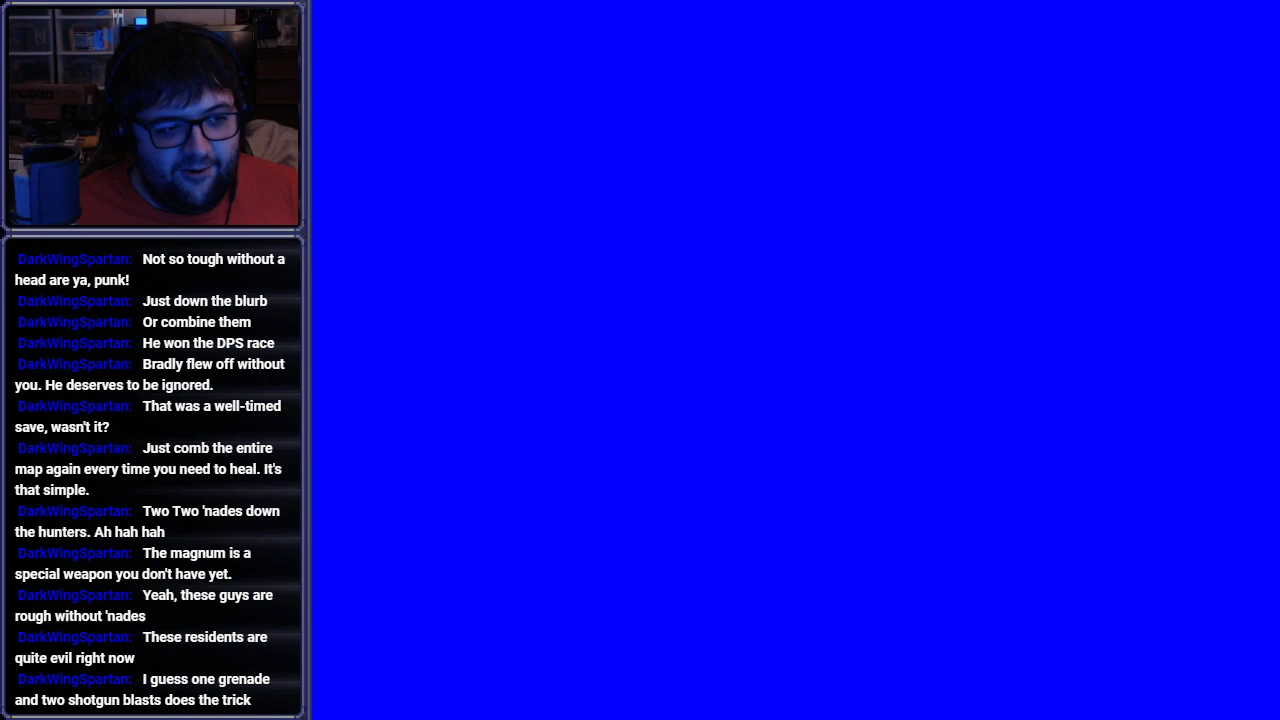 DarkWingSpartan: Not so tough without a
head are ya, punk!
DarkWingSpartan: Just down the blurb
DarkWingSpartan: Or combine them
DarkWingSpartan: He won the DPS race
DarkWingSpartan: Bradly flew off without
you. He deserves to be ignored.
DarkWingSpartan: That was a well-timed
save, wasn't it?
DarkWingSpartan: Just comb the entire
map again every time you need to heal. It's
that simple.
DarkWingSpartan: Two Two 'nades down
the hunters. Ah hah hah
DarkWingSpartan: The magnum is a
special weapon you don't have yet.
DarkWingSpartan: Yeah, these guys are
rough without 'nades
DarkWingSpartan: These residents are
quite evil right now
DarkWingSpartan: I guess one grenade
and two shotgun blasts does the trick